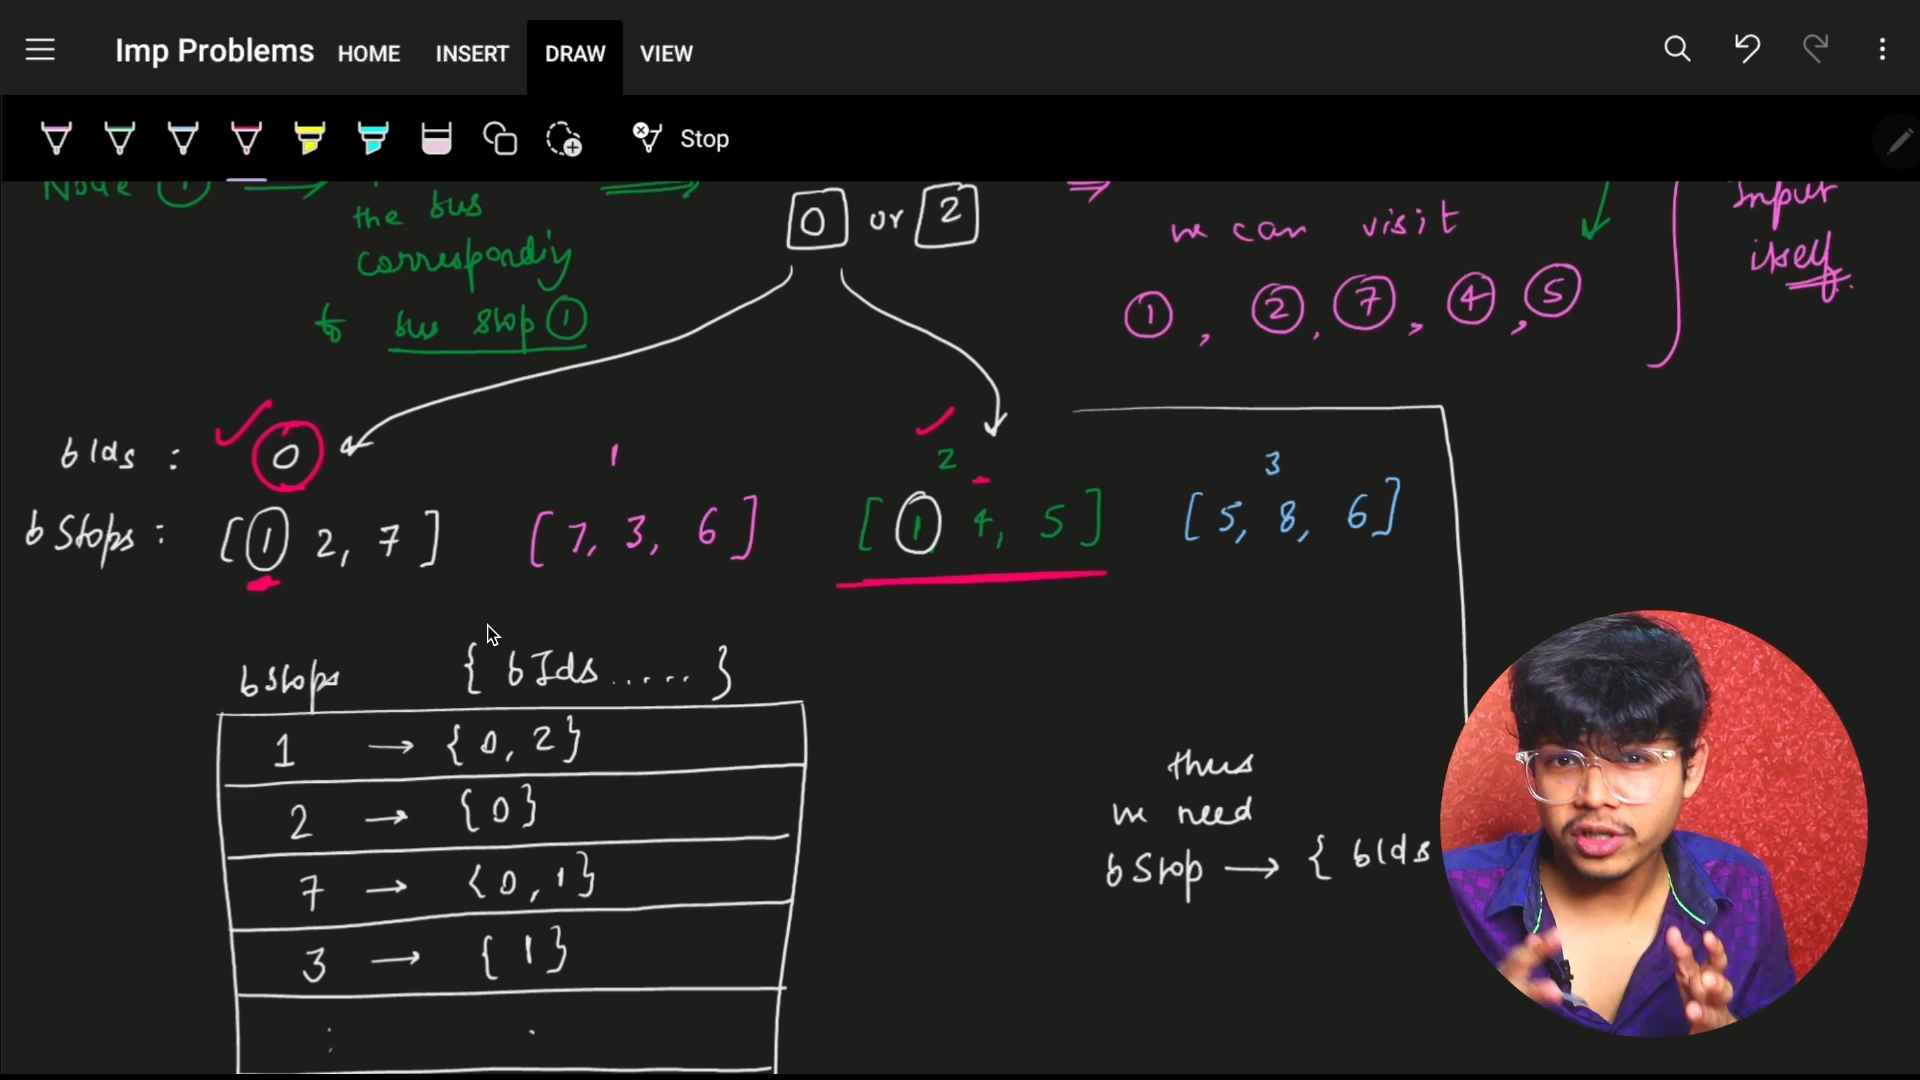 Imp Problems HOME INSERT DRAW VIEW
Stop
Node 1
the bus
corresponding
to bus stop 1
0 or 2
we can visit
1, 2, 7, 4, 5
Input
itself.
bIds : 0 1 2 3
bStops : [1 2, 7] [7, 3, 6] [1 4, 5] [5, 8, 6]
bStops { bIds ..... }
1 → {0, 2}
2 → {0}
7 → {0, 1}
3 → {1}
thus
we need
bStop → { bIds